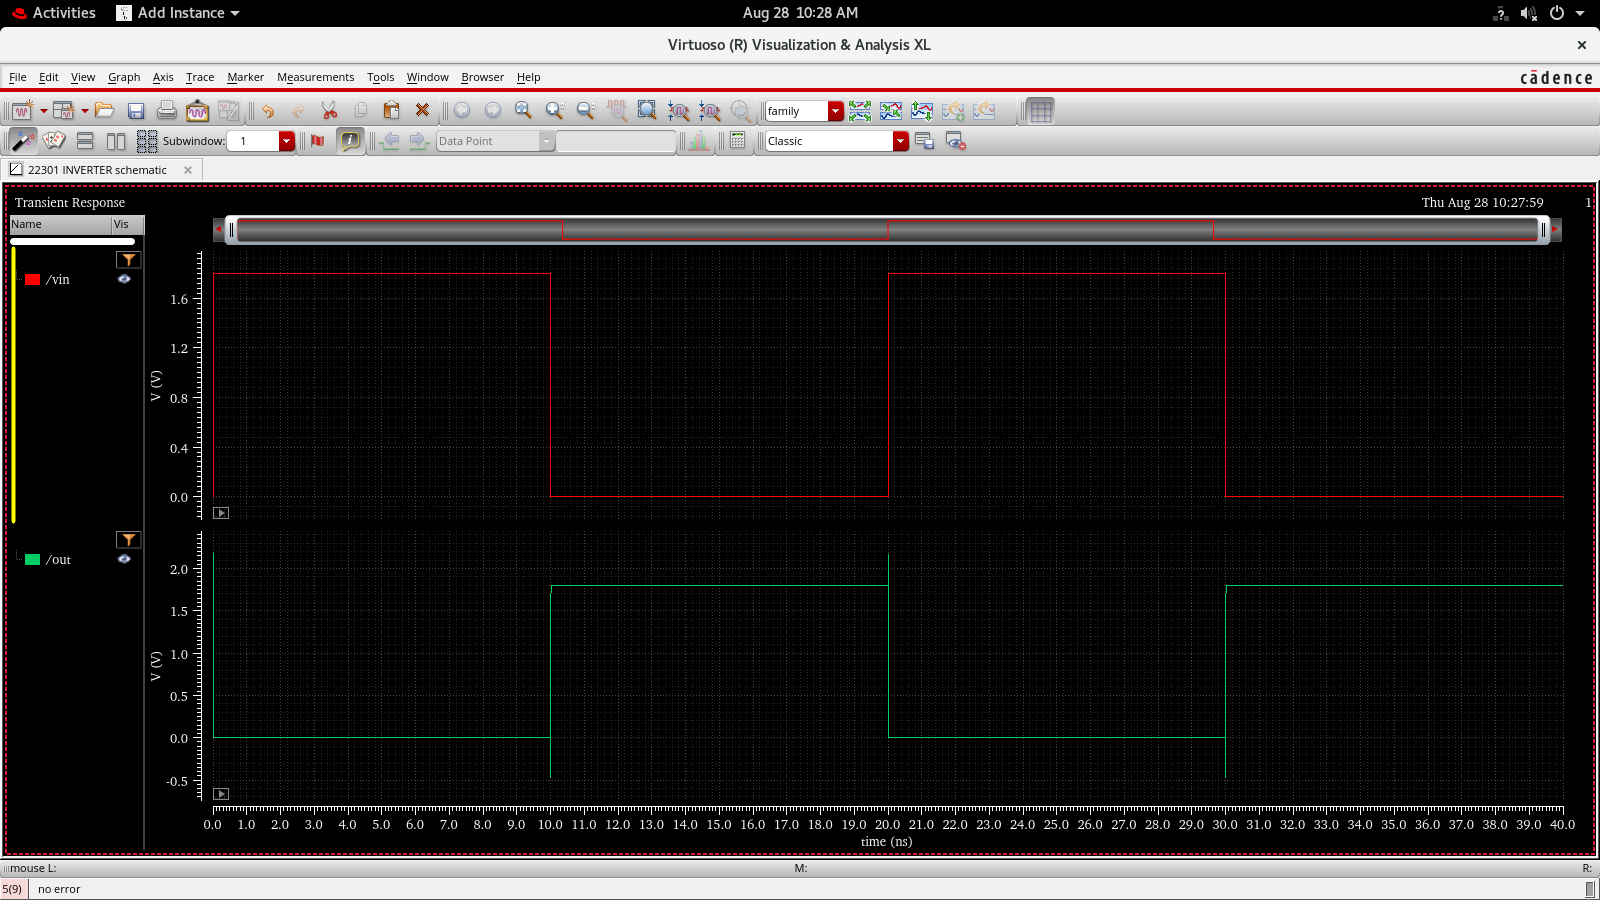 Activities Add Instance Aug 28 10:28 AM
Virtuoso (R) Visualization & Analysis XL
File Edit View Graph Axis Trace Marker Measurements Tools Window Browser Help cādence
family
Subwindow: 1 Data Point Classic
22301 INVERTER schematic
Transient Response Thu Aug 28 10:27:59 1
Name Vis
/vin
1.6
1.2
V (V)
0.8
0.4
0.0
/out
2.0
1.5
1.0
V (V)
0.5
0.0
-0.5
0.0 1.0 2.0 3.0 4.0 5.0 6.0 7.0 8.0 9.0 10.0 11.0 12.0 13.0 14.0 15.0 16.0 17.0 18.0 19.0 20.0 21.0 22.0 23.0 24.0 25.0 26.0 27.0 28.0 29.0 30.0 31.0 32.0 33.0 34.0 35.0 36.0 37.0 38.0 39.0 40.0
time (ns)
mouse L: M: R:
5(9) no error